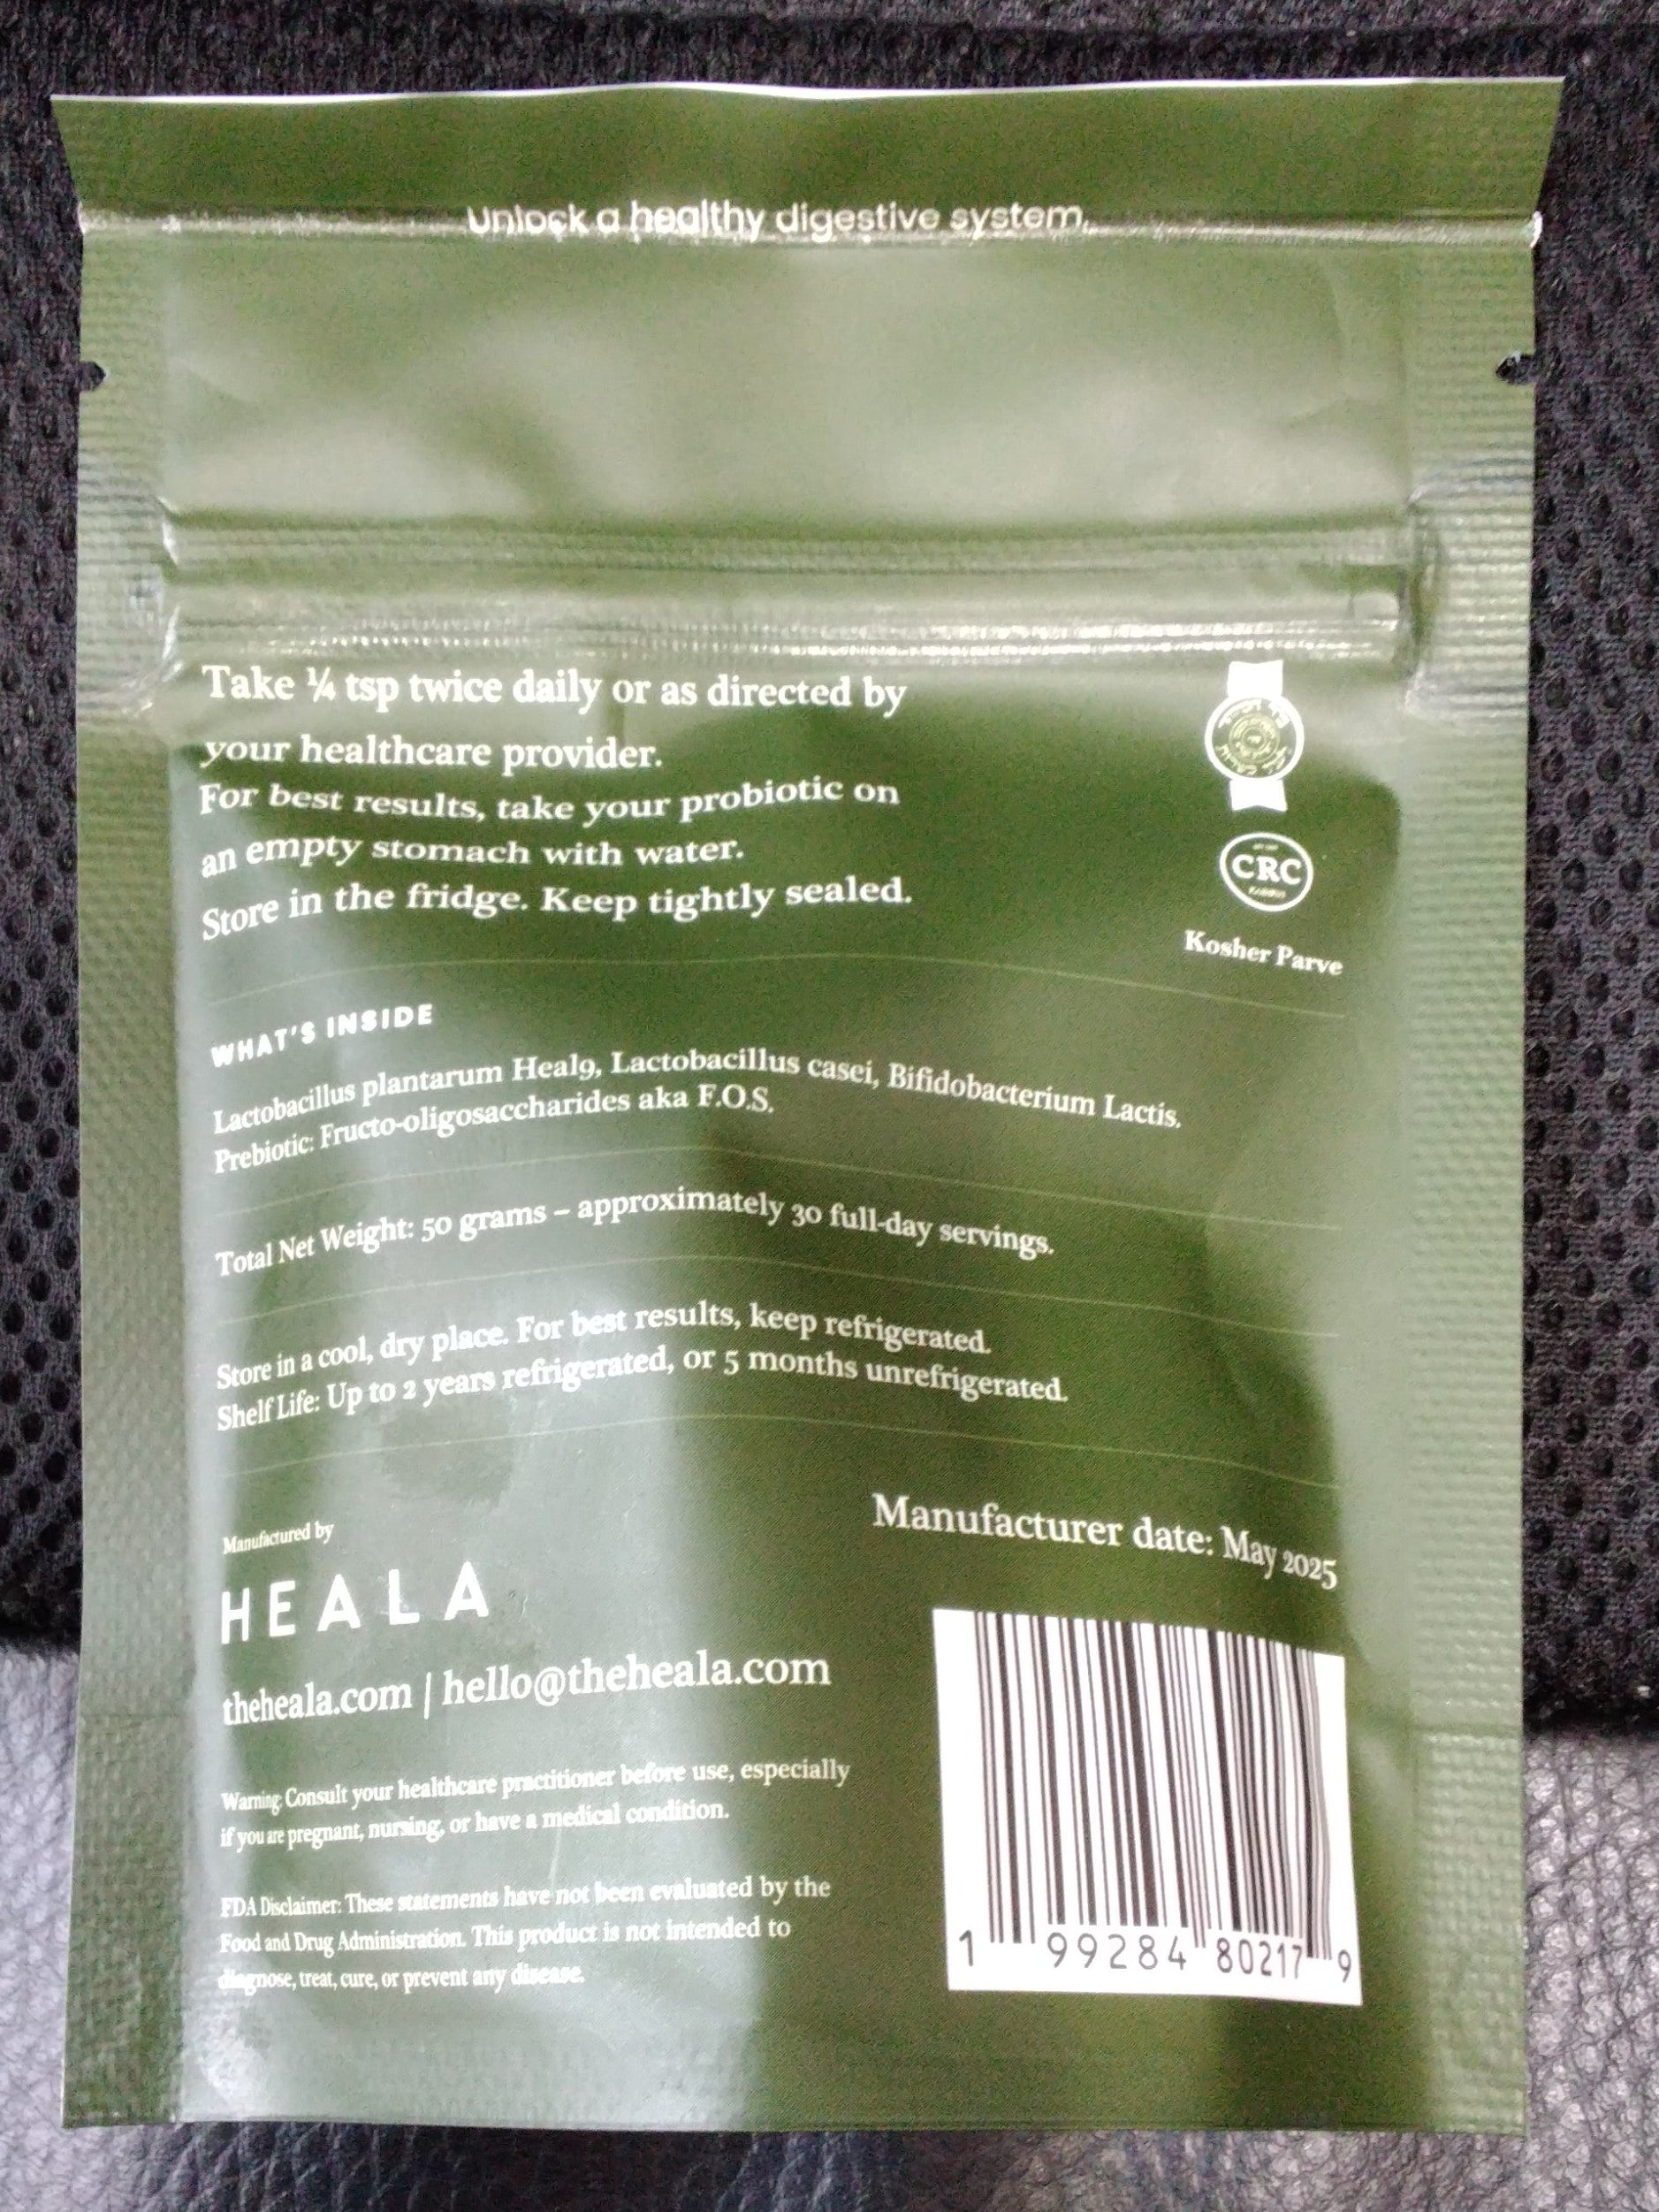 Unlock a healthy digestive system.
Take ¼ tsp twice daily or as directed by
your healthcare provider.
For best results, take your probiotic on
an empty stomach with water.
Store in the fridge. Keep tightly sealed.
CRC
Kosher Parve
WHAT'S INSIDE
Lactobacillus plantarum Heal9, Lactobacillus casei, Bifidobacterium Lactis.
Prebiotic: Fructo-oligosaccharides aka F.O.S.
Total Net Weight: 50 grams – approximately 30 full-day servings.
Store in a cool, dry place. For best results, keep refrigerated.
Shelf Life: Up to 2 years refrigerated, or 5 months unrefrigerated.
Manufacturer date: May 2025
Manufactured by
HEALA
theheala.com | hello@theheala.com
Warning: Consult your healthcare practitioner before use, especially
if you are pregnant, nursing, or have a medical condition.
FDA Disclaimer: These statements have not been evaluated by the
Food and Drug Administration. This product is not intended to
diagnose, treat, cure, or prevent any disease.
1 99284 80217 9